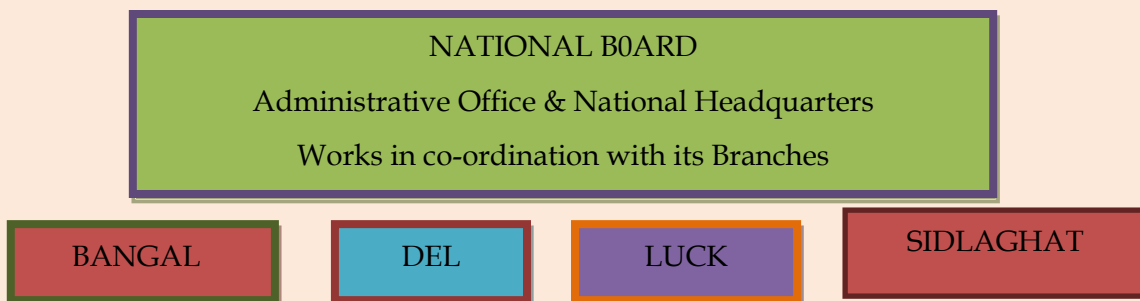 NATIONAL B0ARD
Administrative Office & National Headquarters
Works in co-ordination with its Branches
BANGAL
DEL
LUCK
SIDLAGHAT